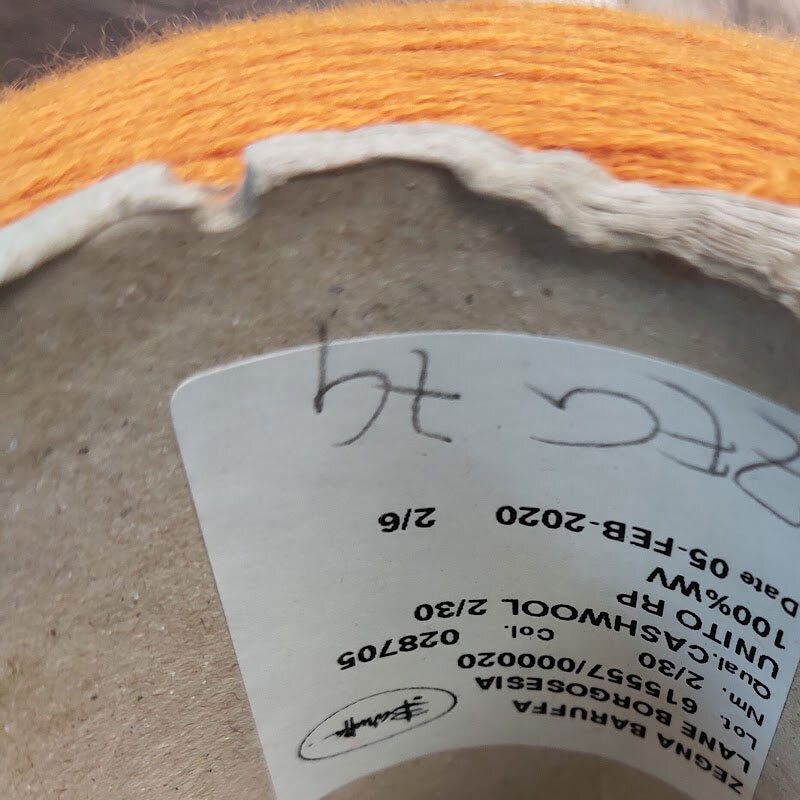 ZEGNA BARUFFA
LANE BORGOSESIA
Lot. 615557/000020
Nm. 2/30 Col. 028705
Qual.CASHWOOL 2/30
UNITO RP
100%WV
Date 05-FEB-2020 2/6
Baruffa